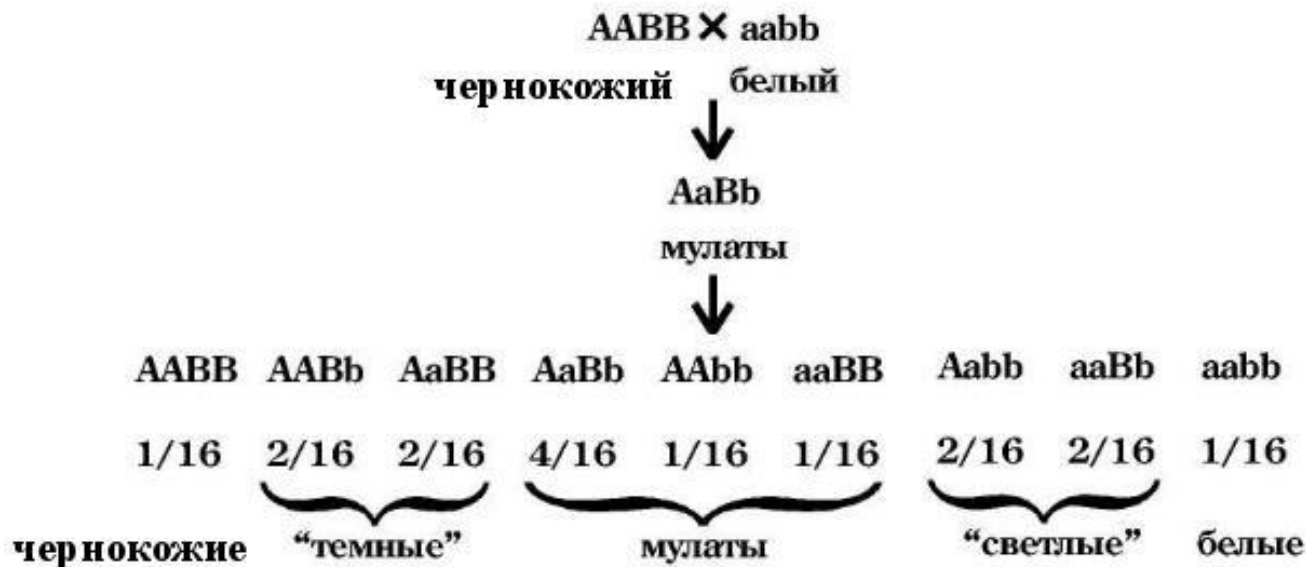 AABB × aabb
чернокожий белый
AaBb
мулаты
AABB AABb AaBB AaBb AAbb aaBB Aabb aaBb aabb
1/16 2/16 2/16 4/16 1/16 1/16 2/16 2/16 1/16
чернокожие “темные” мулаты “светлые” белые